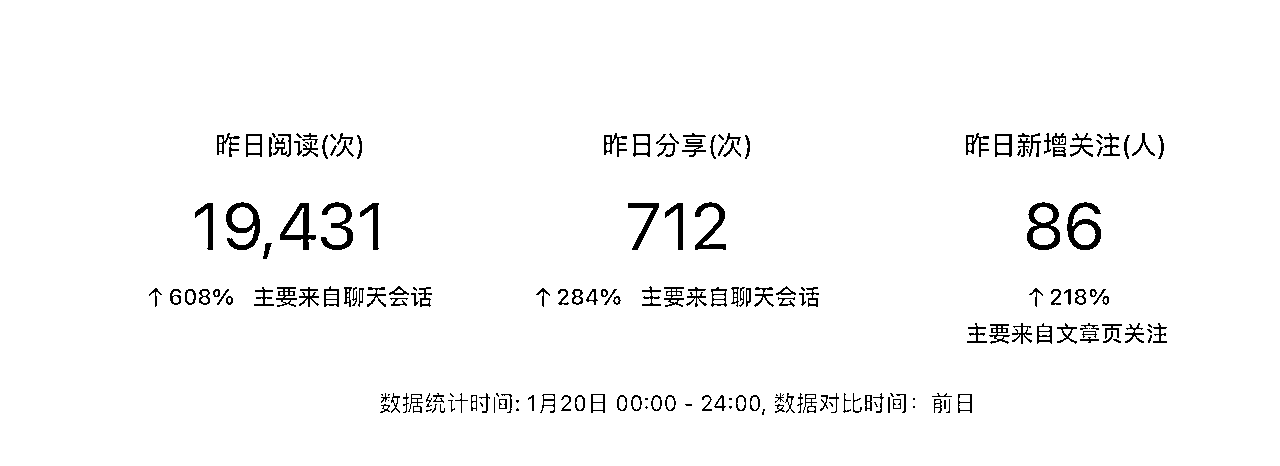 昨日阅读(次) 昨日分享(次) 昨日新增关注(人)
19,431 712 86
↑608% 主要来自聊天会话 ↑284% 主要来自聊天会话 ↑218%
主要来自文章页关注
数据统计时间: 1月20日 00:00 - 24:00, 数据对比时间：前日